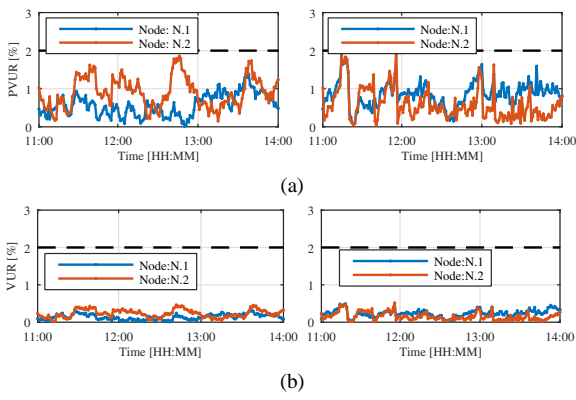 3
2
1
0
PVUR [%]
Node: N.1
Node: N.2
11:00
12:00
13:00
14:00
Time [HH:MM]
3
2
1
0
Node: N.1
Node: N.2
11:00
12:00
13:00
14:00
Time [HH:MM]
(a)
3
2
1
0
VUR [%]
Node:N.1
Node:N.2
11:00
12:00
13:00
14:00
Time [HH:MM]
3
2
1
0
Node:N.1
Node:N.2
11:00
12:00
13:00
14:00
Time [HH:MM]
(b)